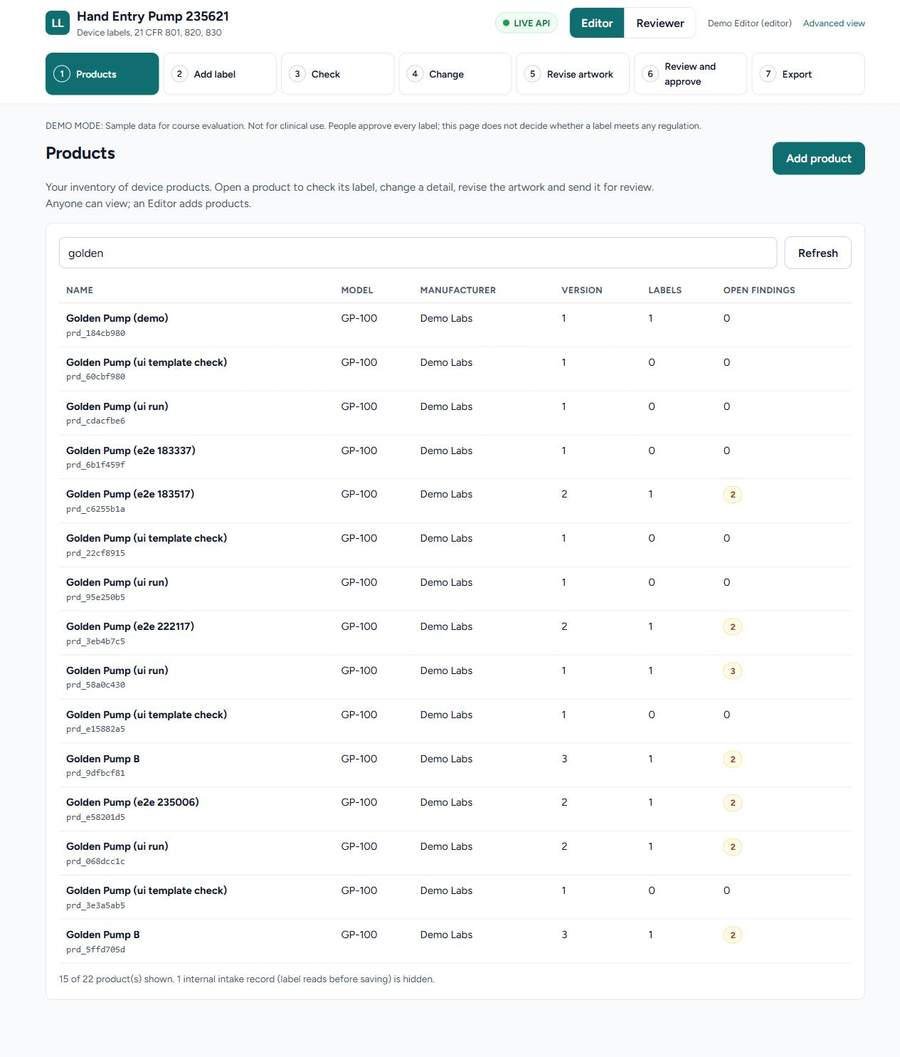 LL
Hand Entry Pump 235621
Device labels, 21 CFR 801, 820, 830
LIVE API
Editor
Reviewer
Demo Editor (editor)
Advanced view
1 Products
2 Add label
3 Check
4 Change
5 Revise artwork
6 Review and
approve
7 Export
DEMO MODE: Sample data for course evaluation. Not for clinical use. People approve every label; this page does not decide whether a label meets any regulation.
Products
Add product
Your inventory of device products. Open a product to check its label, change a detail, revise the artwork and send it for review.
Anyone can view; an Editor adds products.
golden
Refresh
NAME MODEL MANUFACTURER VERSION LABELS OPEN FINDINGS
Golden Pump (demo) GP-100 Demo Labs 1 1 0
prd_184cb980
Golden Pump (ui template check) GP-100 Demo Labs 1 0 0
prd_60cbf980
Golden Pump (ui run) GP-100 Demo Labs 1 0 0
prd_cdacfbe6
Golden Pump (e2e 183337) GP-100 Demo Labs 1 0 0
prd_6b1f459f
Golden Pump (e2e 183517) GP-100 Demo Labs 2 1 2
prd_c6255b1a
Golden Pump (ui template check) GP-100 Demo Labs 1 0 0
prd_22cf8915
Golden Pump (ui run) GP-100 Demo Labs 1 0 0
prd_95e250b5
Golden Pump (e2e 222117) GP-100 Demo Labs 2 1 2
prd_3eb4b7c5
Golden Pump (ui run) GP-100 Demo Labs 1 1 3
prd_58a0c430
Golden Pump (ui template check) GP-100 Demo Labs 1 0 0
prd_e15882a5
Golden Pump B GP-100 Demo Labs 3 1 2
prd_9dfbcf81
Golden Pump (e2e 235006) GP-100 Demo Labs 2 1 2
prd_e58201d5
Golden Pump (ui run) GP-100 Demo Labs 2 1 2
prd_068dcc1c
Golden Pump (ui template check) GP-100 Demo Labs 1 0 0
prd_3e3a5ab5
Golden Pump B GP-100 Demo Labs 3 1 2
prd_5ffd705d
15 of 22 product(s) shown. 1 internal intake record (label reads before saving) is hidden.